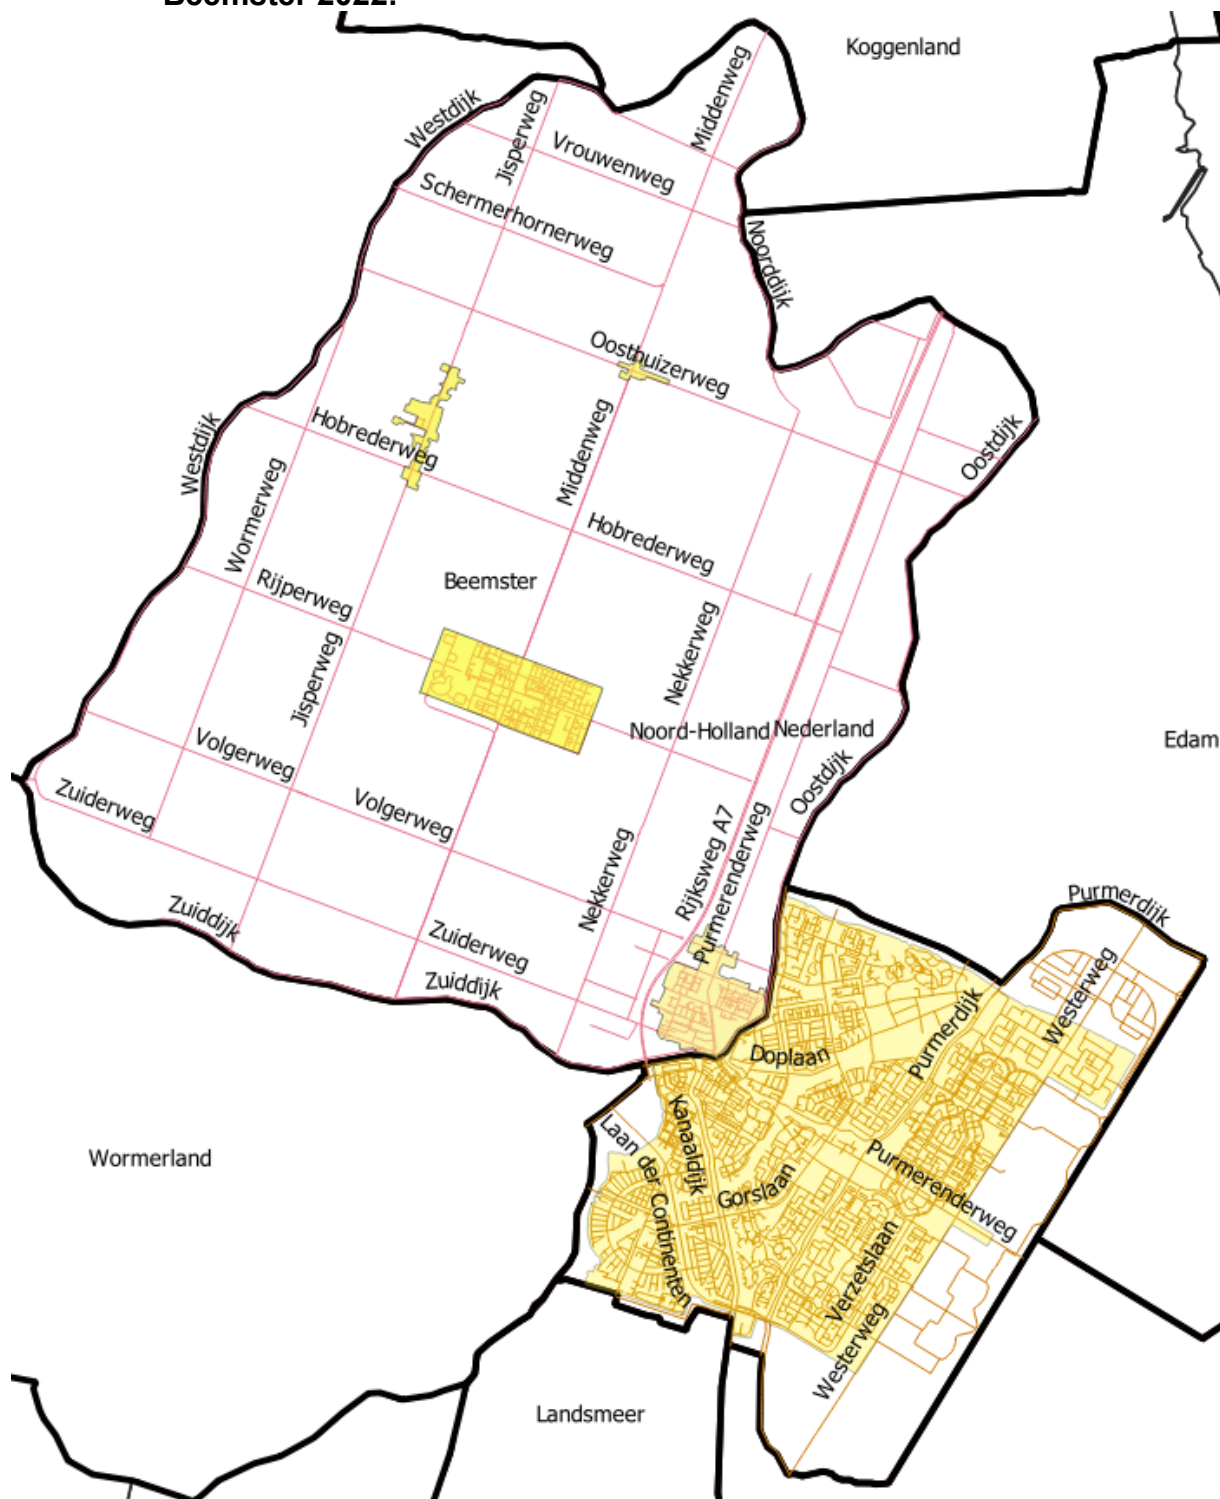 Beemster 2022.
Koggenland
Middenweg
Westdijk
Jisperweg
Vrouwenweg
Schermerhornerweg
Noorddijk
Oosthuizerweg
Westdijk
Hobrederweg
Middenweg
Oostdijk
Wormerweg
Hobrederweg
Rijperweg
Beemster
Jisperweg
Nekkerweg
Noord-Holland
Nederland
Edam
Volgerweg
Oostdijk
Zuiderweg
Volgerweg
Rijksweg A7
Purmerenderweg
Nekkerweg
Zuiddijk
Zuiderweg
Zuiddijk
Purmerdijk
Westerweg
Purmerdijk
Doplaan
Kanaaldijk
Laan der Continenten
Gorslaan
Purmerenderweg
Wormerland
Verzetslaan
Westerweg
Landsmeer